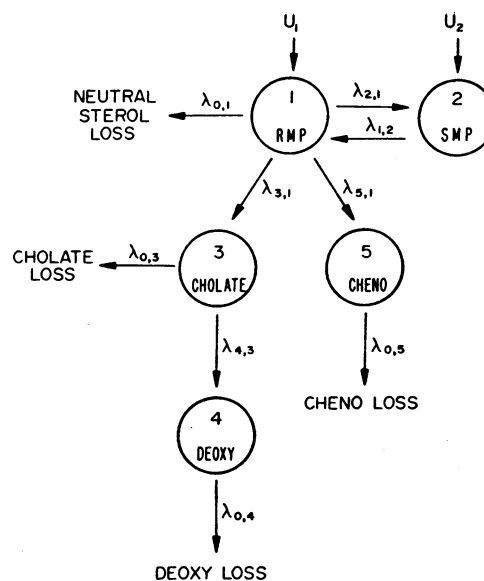 U₁
U₂
NEUTRAL
STEROL
LOSS
λ₀,₁
1
RMP
λ₂,₁
λ₁,₂
2
SMP
λ₃,₁
λ₅,₁
CHOLATE
LOSS
λ₀,₃
3
CHOLATE
5
CHENO
λ₄,₃
λ₀,₅
CHENO LOSS
4
DEOXY
λ₀,₄
DEOXY LOSS